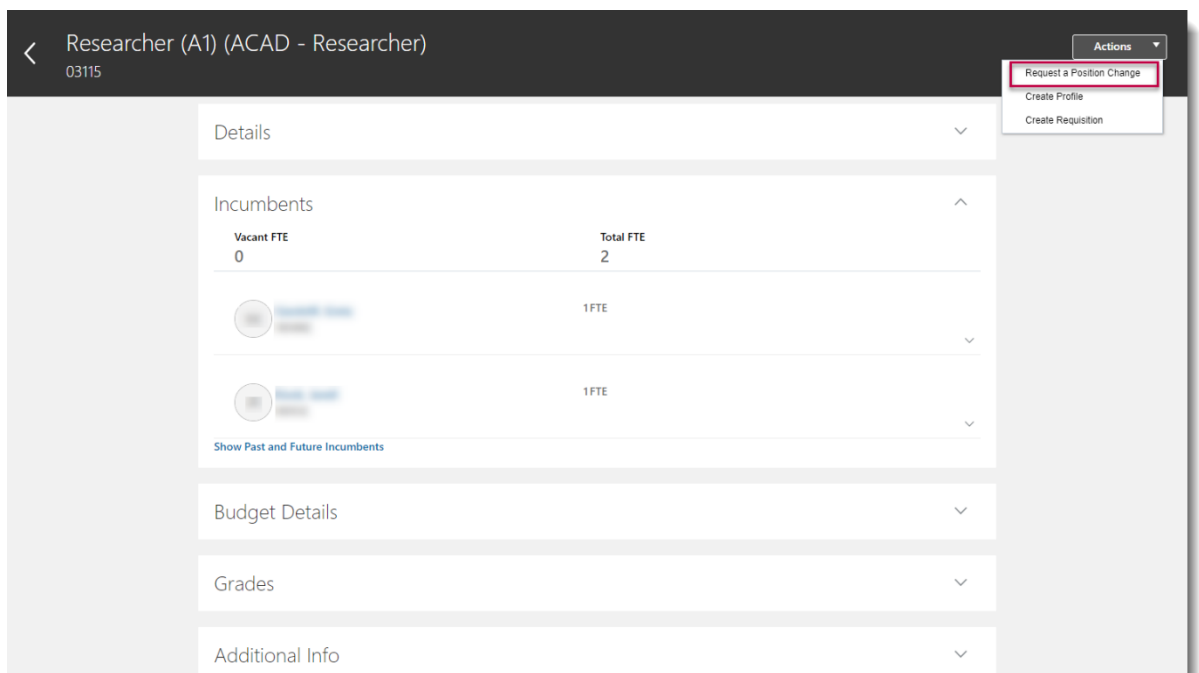 Researcher (A1) (ACAD - Researcher)
03115
Actions
Request a Position Change
Create Profile
Create Requisition
Details
Incumbents
Vacant FTE Total FTE
0 2
1 FTE
1 FTE
Show Past and Future Incumbents
Budget Details
Grades
Additional Info